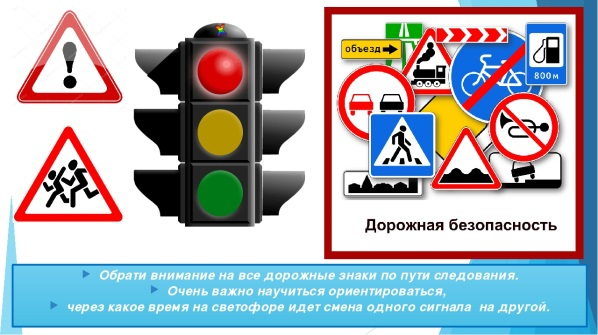 объезд
800м
Дорожная безопасность
Обрати внимание на все дорожные знаки по пути следования.
Очень важно научиться ориентироваться,
через какое время на светофоре идет смена одного сигнала на другой.